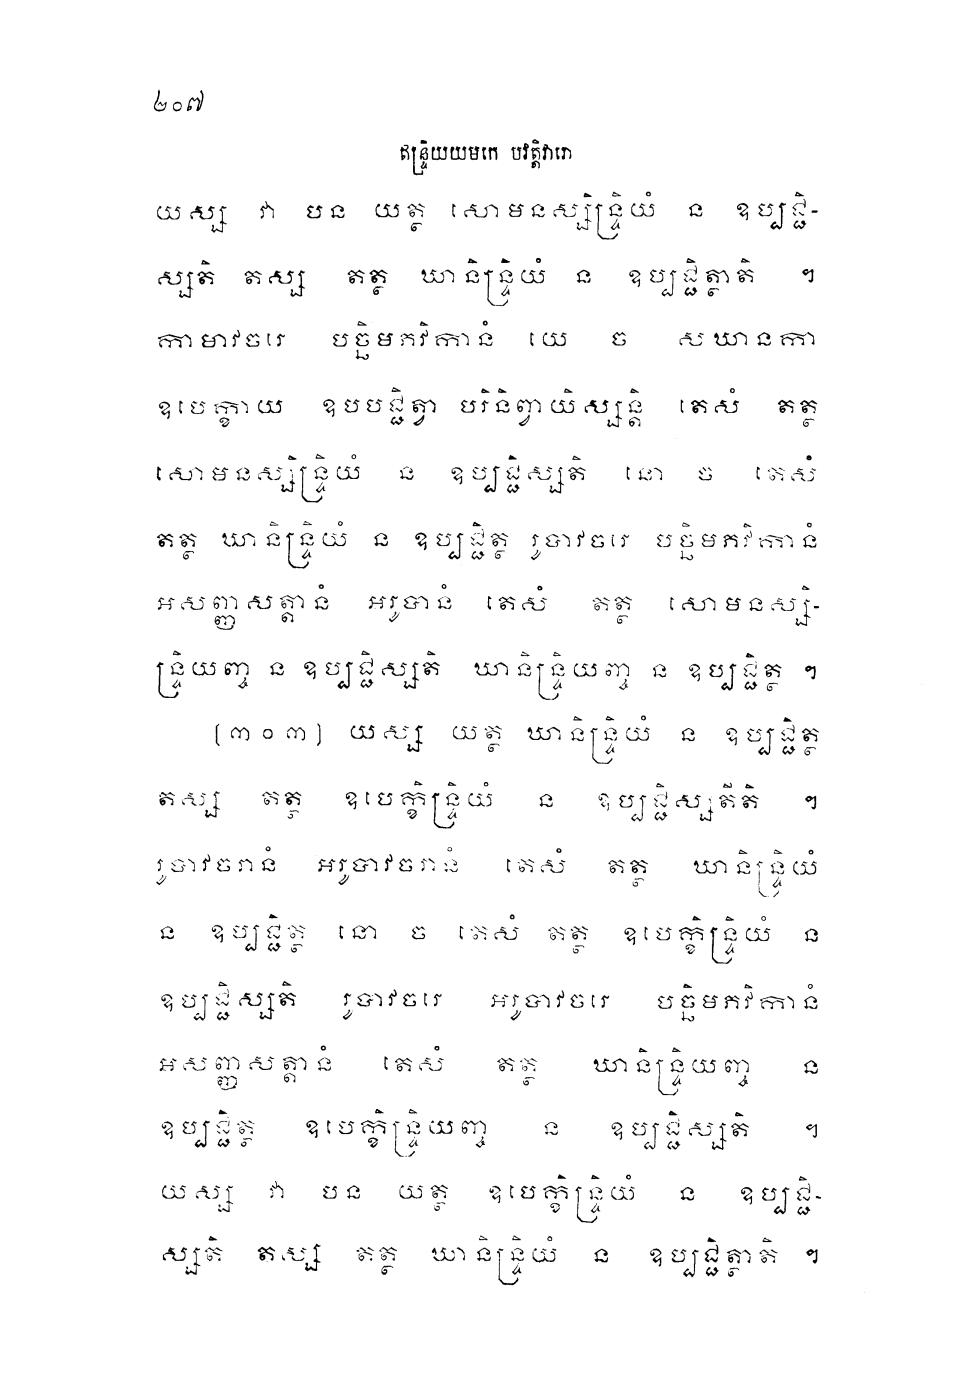 ២០៧
ឥន្ទ្រិយយមកេ បវត្តិវារោ
យស្ស វា បន យត្ថ សោមនស្សិន្ទ្រិយំ ន ឧប្បជ្ជិ-
ស្សតិ តស្ស តត្ថ ឃានិន្ទ្រិយំ ន ឧប្បជ្ជិត្ថាតិ ។
កាមាវចរេ បច្ឆិមភវិកានំ យេ ច សឃានកា
ឧបេក្ខាយ ឧបបជ្ជិត្វា បរិនិព្វាយិស្សន្តិ តេសំ តត្ថ
សោមនស្សិន្ទ្រិយំ ន ឧប្បជ្ជិស្សតិ នោ ច តេសំ
តត្ថ ឃានិន្ទ្រិយំ ន ឧប្បជ្ជិត្ថ រូបាវចរេ បច្ឆិមភវិកានំ
អសញ្ញសត្តានំ អរូបានំ តេសំ តត្ថ សោមនស្សិ-
ន្ទ្រិយញ្ច ន ឧប្បជ្ជិស្សតិ ឃានិន្ទ្រិយញ្ច ន ឧប្បជ្ជិត្ថ ។
[៣០៣] យស្ស យត្ថ ឃានិន្ទ្រិយំ ន ឧប្បជ្ជិត្ថ
តស្ស តត្ថ ឧបេក្ខិន្ទ្រិយំ ន ឧប្បជ្ជិស្សតីតិ ។
រូបាវចរានំ អរូបាវចរានំ តេសំ តត្ថ ឃានិន្ទ្រិយំ
ន ឧប្បជ្ជិត្ថ នោ ច តេសំ តត្ថ ឧបេក្ខិន្ទ្រិយំ ន
ឧប្បជ្ជិស្សតិ រូបាវចរេ អរូបាវចរេ បច្ឆិមភវិកានំ
អសញ្ញសត្តានំ តេសំ តត្ថ ឃានិន្ទ្រិយញ្ច ន
ឧប្បជ្ជិត្ថ ឧបេក្ខិន្ទ្រិយញ្ច ន ឧប្បជ្ជិស្សតិ ។
យស្ស វា បន យត្ថ ឧបេក្ខិន្ទ្រិយំ ន ឧប្បជ្ជិ-
ស្សតិ តស្ស តត្ថ ឃានិន្ទ្រិយំ ន ឧប្បជ្ជិត្ថាតិ ។